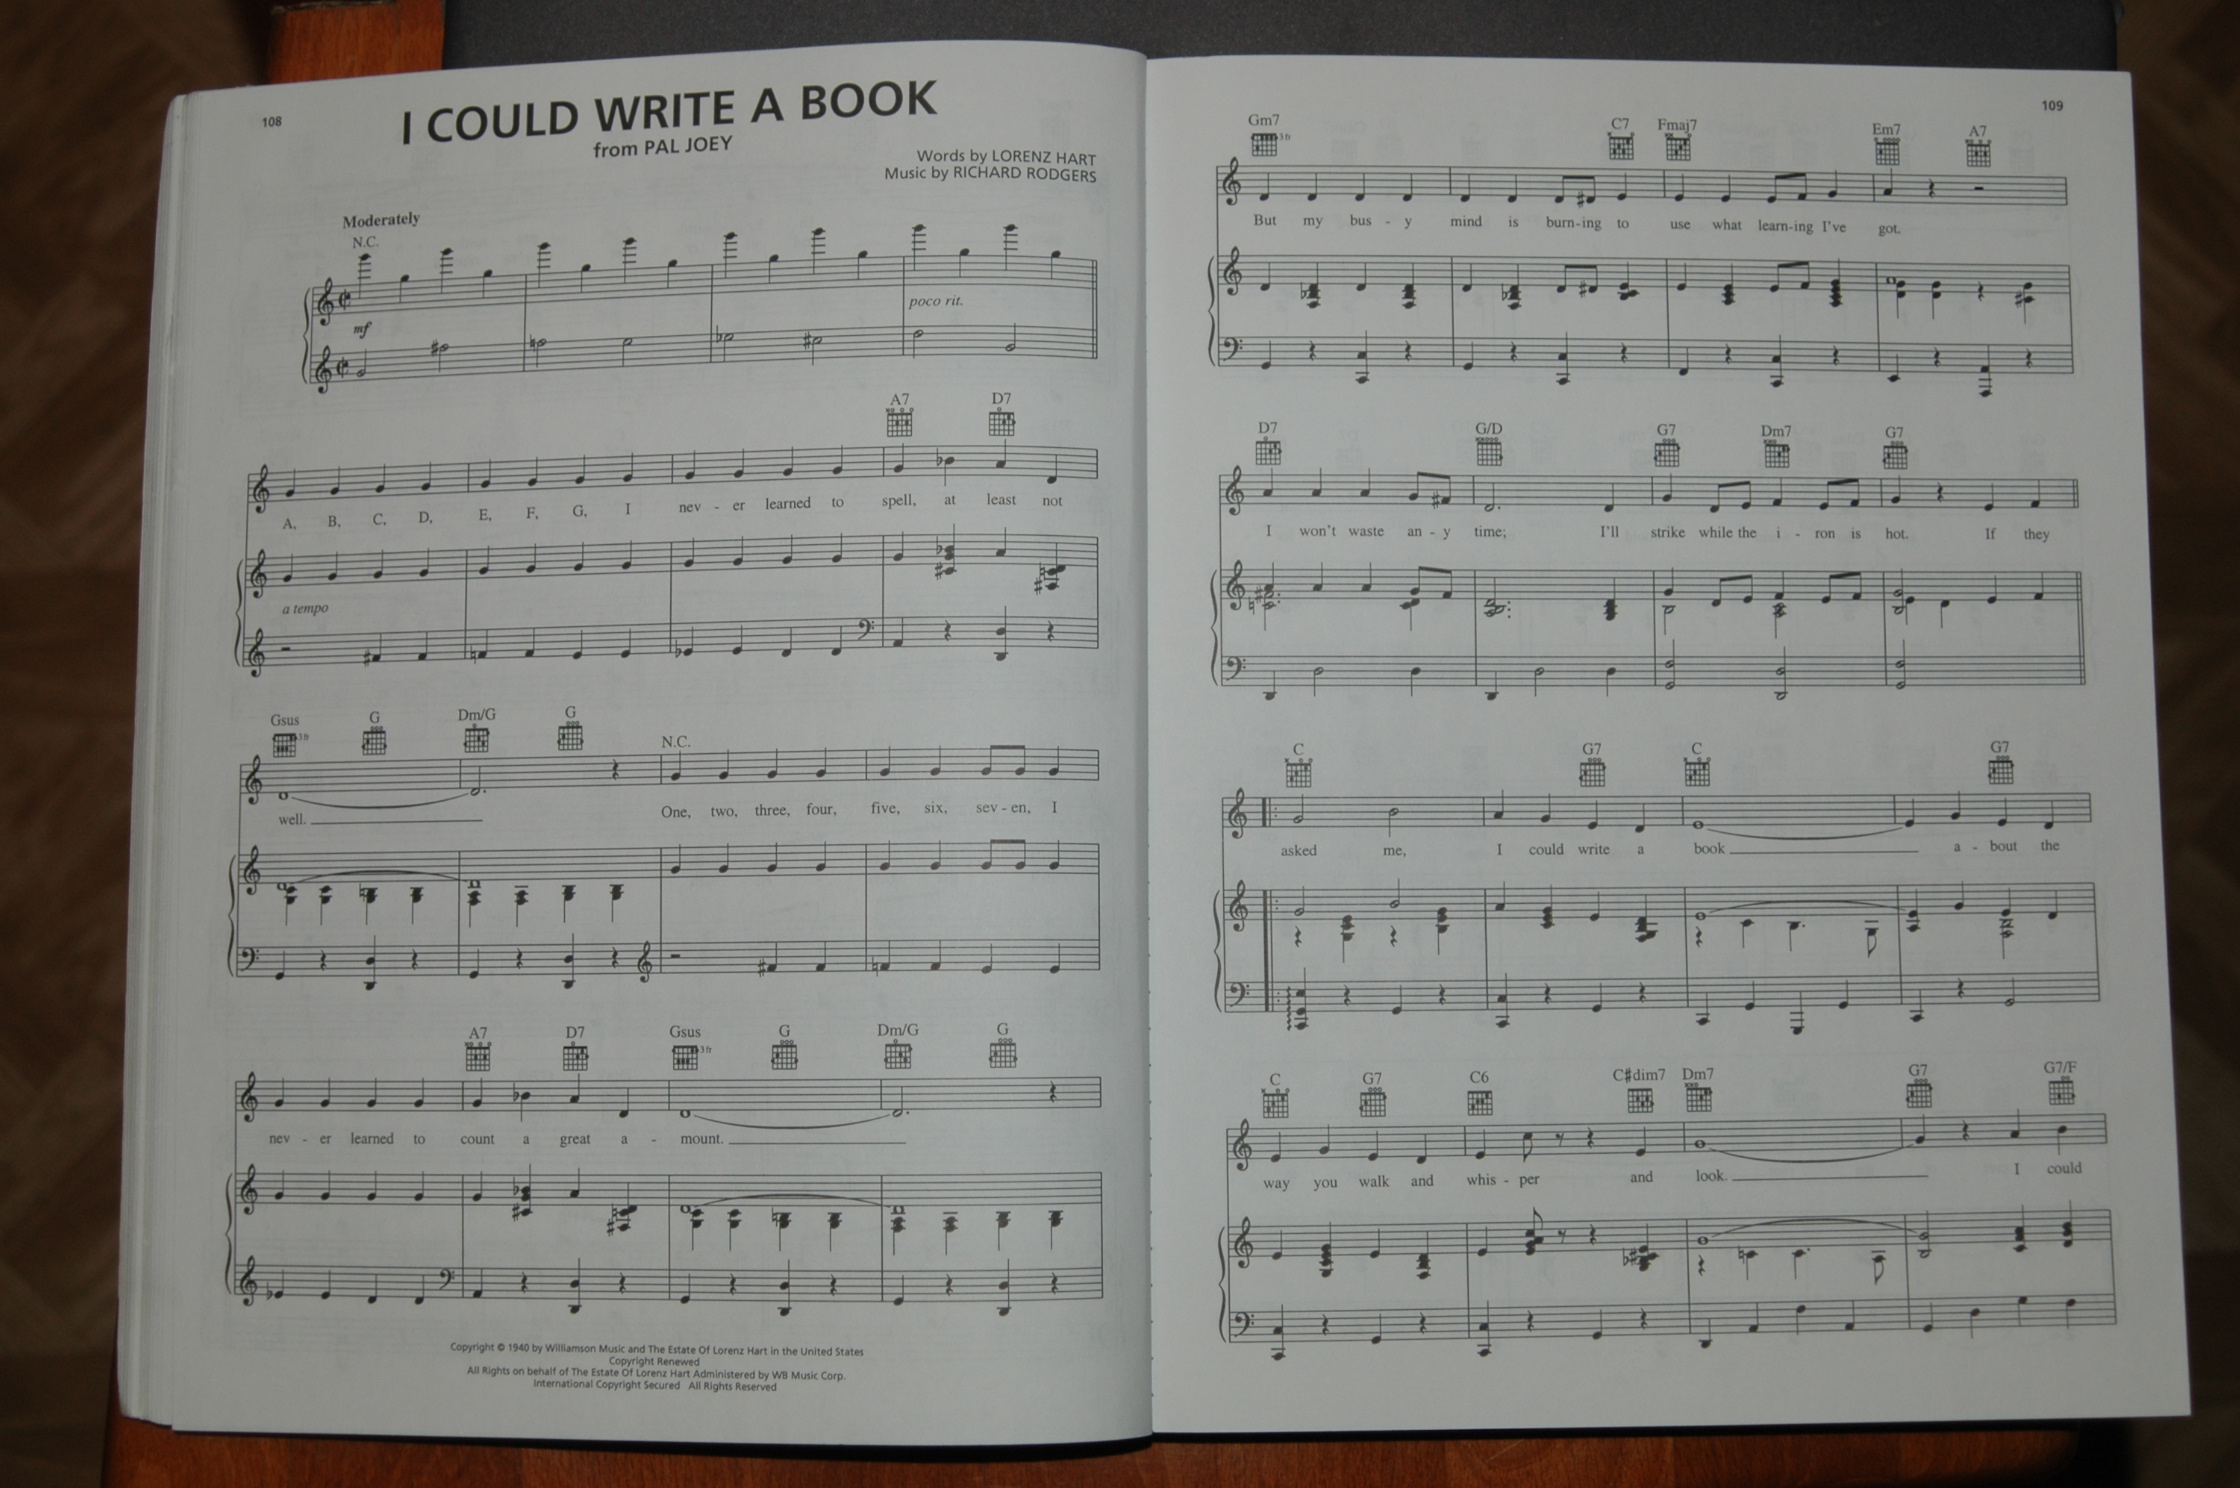 108
I COULD WRITE A BOOK
from PAL JOEY
Words by LORENZ HART
Music by RICHARD RODGERS
Moderately
N.C.
mf
poco rit.
A7 D7
A, B, C, D, E, F, G, I nev - er learned to spell, at least not
a tempo
Gsus 3fr G Dm/G G N.C.
well. One, two, three, four, five, six, sev - en, I
A7 D7 Gsus 3fr G Dm/G G
nev - er learned to count a great a - mount.
Copyright © 1940 by Williamson Music and The Estate Of Lorenz Hart in the United States
Copyright Renewed
All Rights on behalf of The Estate Of Lorenz Hart Administered by WB Music Corp.
International Copyright Secured All Rights Reserved
109
Gm7 3fr C7 Fmaj7 Em7 A7
But my bus - y mind is burn-ing to use what learn-ing I've got.
D7 G/D G7 Dm7 G7
I won't waste an - y time; I'll strike while the i - ron is hot. If they
C G7 C G7
asked me, I could write a book a - bout the
C G7 C6 C#dim7 Dm7 G7 G7/F
way you walk and whis - per and look. I could